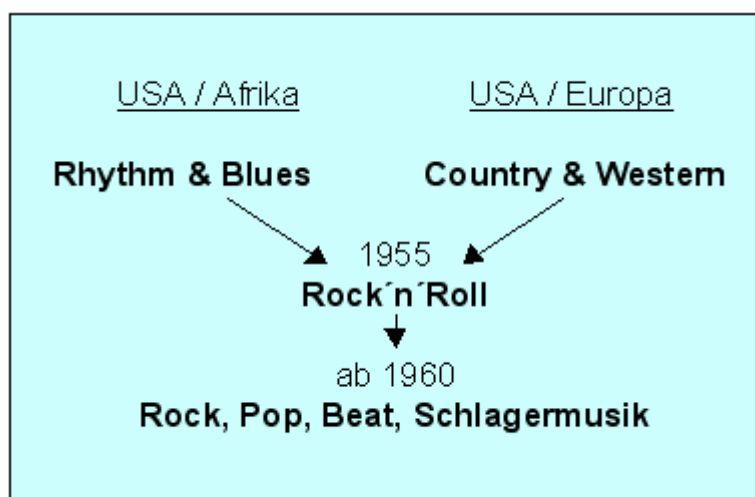 USA / Afrika
USA / Europa
Rhythm & Blues
Country & Western
1955
Rock´n´Roll
ab 1960
Rock, Pop, Beat, Schlagermusik